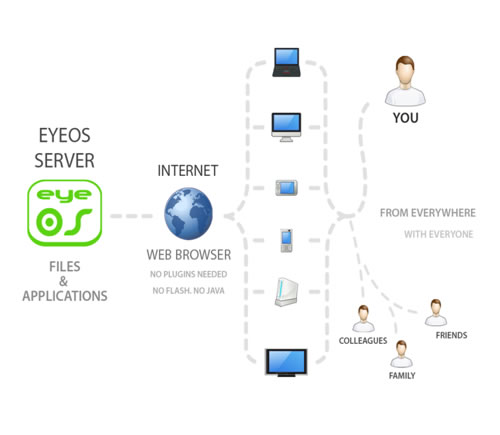 EYEOS
SERVER
eye
OS
FILES
&
APPLICATIONS
INTERNET
WEB BROWSER
NO PLUGINS NEEDED
NO FLASH. NO JAVA
YOU
FROM EVERYWHERE
WITH EVERYONE
COLLEAGUES
FAMILY
FRIENDS